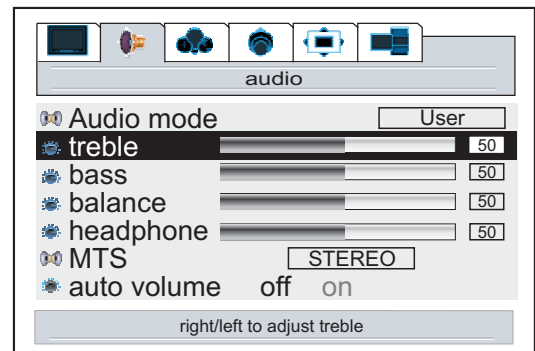 audio
Audio mode User
treble 50
bass 50
balance 50
headphone 50
MTS STEREO
auto volume off on
right/left to adjust treble